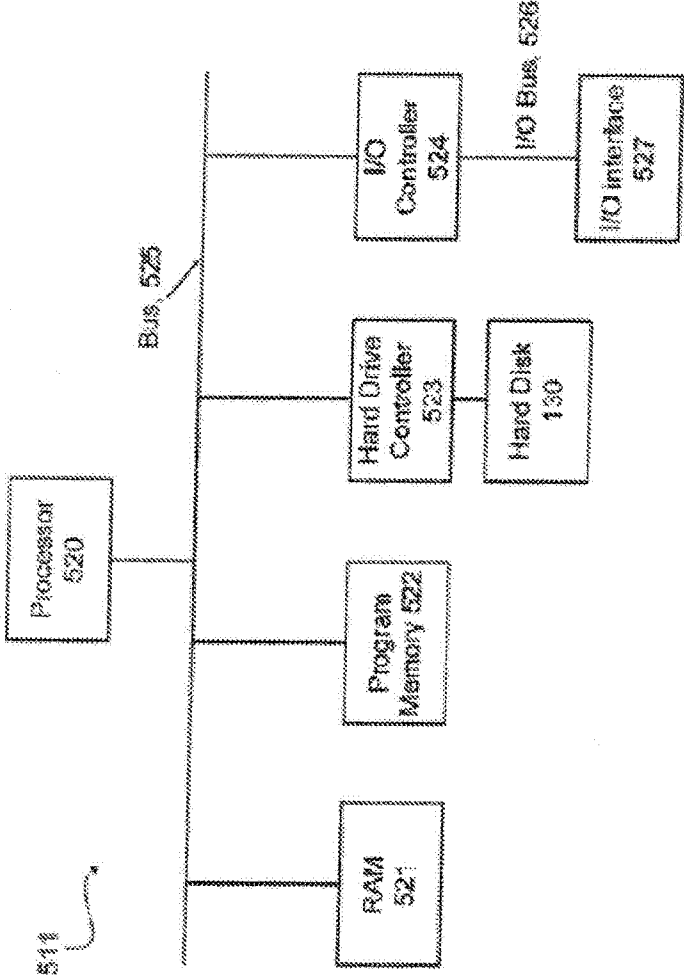 511
Processor
520
Bus, 525
RAM
521
Program
Memory 522
Hard Drive
Controller
523
Hard Disk
130
I/O
Controller
524
I/O Bus, 526
I/O interface
527